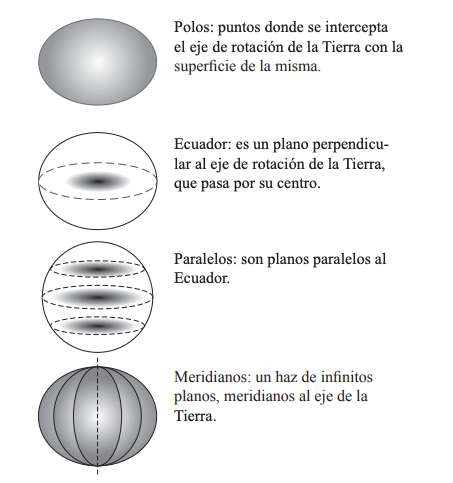 Polos: puntos donde se intercepta
el eje de rotación de la Tierra con la
superficie de la misma.
Ecuador: es un plano perpendicu-
lar al eje de rotación de la Tierra,
que pasa por su centro.
Paralelos: son planos paralelos al
Ecuador.
Meridianos: un haz de infinitos
planos, meridianos al eje de la
Tierra.